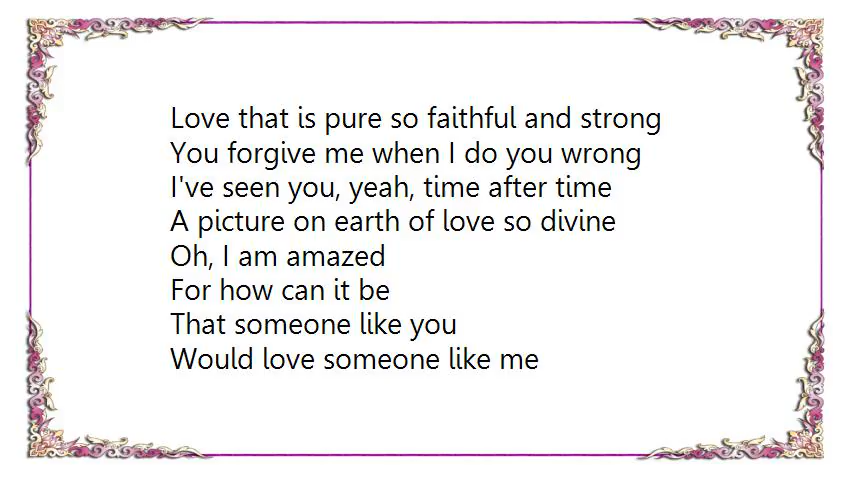 Love that is pure so faithful and strong
You forgive me when I do you wrong
I've seen you, yeah, time after time
A picture on earth of love so divine
Oh, I am amazed
For how can it be
That someone like you
Would love someone like me